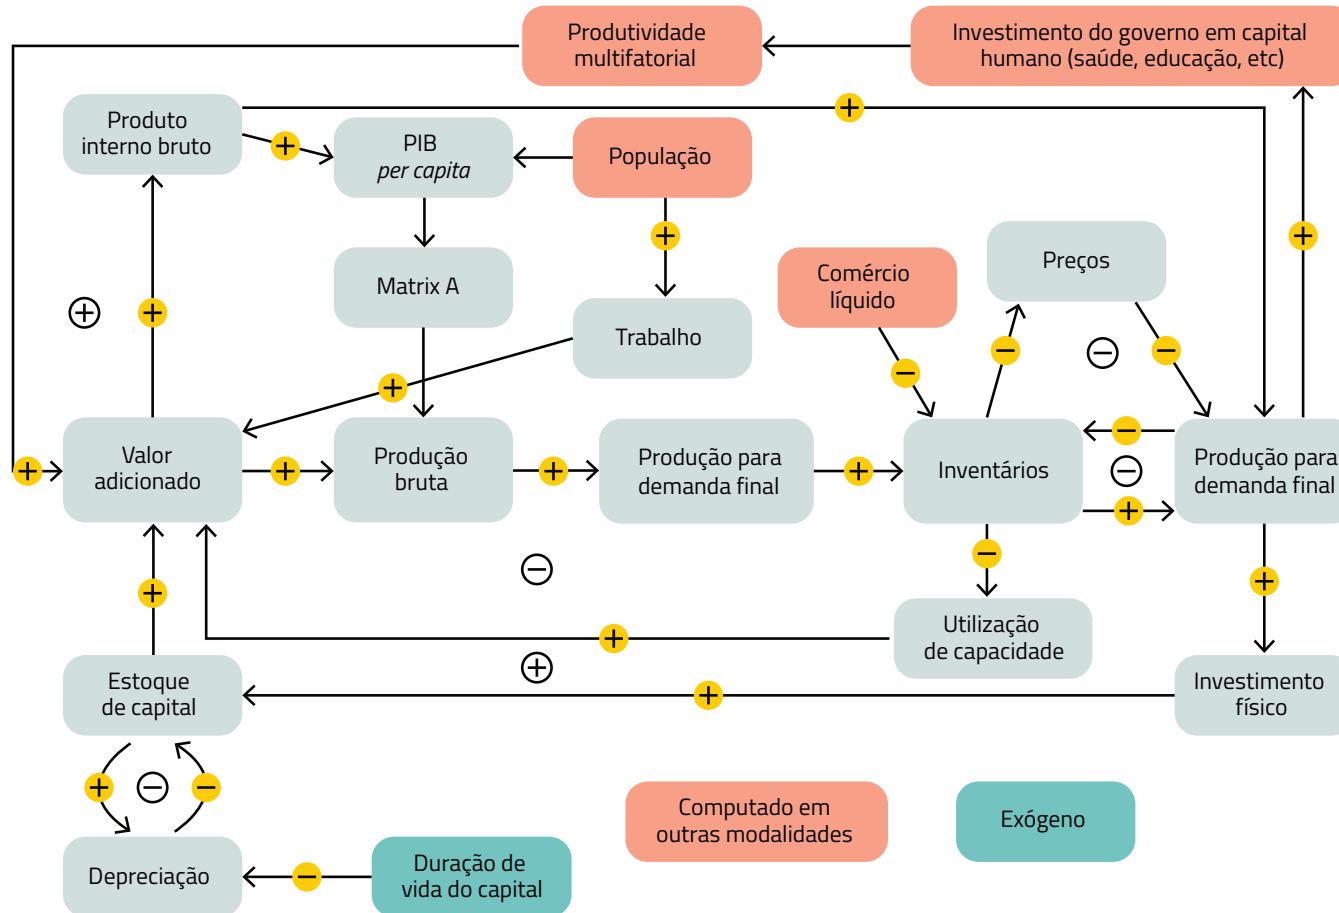 Produtividade
multifatorial
Investimento do governo em capital
humano (saúde, educação, etc)
Produto
interno bruto
+
+
PIB
per capita
População
+
+
Matrix A
Comércio
líquido
Preços
+
+
Trabalho
−
−
−
−
+
Valor
adicionado
+
+
Produção
bruta
+
Produção para
demanda final
+
Inventários
−
−
+
Produção para
demanda final
−
−
+
+
Utilização
de capacidade
+
+
Estoque
de capital
+
Investimento
físico
+
−
−
Depreciação
−
Duração de
vida do capital
Computado em
outras modalidades
Exógeno